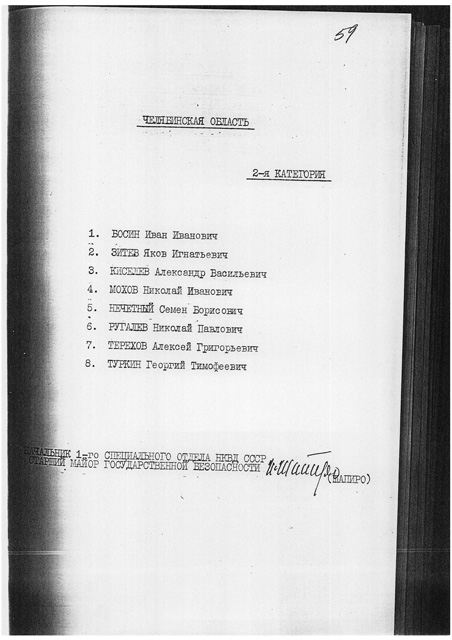 59
ЧЕЛЯБИНСКАЯ ОБЛАСТЬ
2-я КАТЕГОРИЯ
1. БОСИН Иван Иванович
2. ЗИТЕВ Яков Игнатьевич
3. КИСЕЛЕВ Александр Васильевич
4. МОХОВ Николай Иванович
5. НЕЧЕТНЫЙ Семен Борисович
6. РУГАЛЕВ Николай Павлович
7. ТЕРЕХОВ Алексей Григорьевич
8. ТУРКИН Георгий Тимофеевич
НАЧАЛЬНИК 1-го СПЕЦИАЛЬНОГО ОТДЕЛА НКВД СССР
СТАРШИЙ МАЙОР ГОСУДАРСТВЕННОЙ БЕЗОПАСНОСТИ
(ШАПИРО)